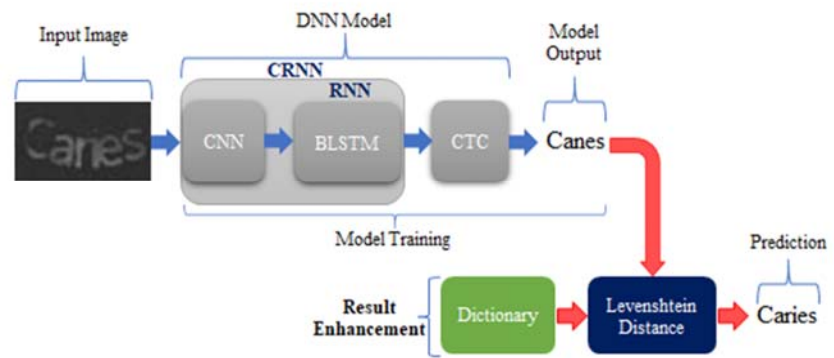 DNN Model
Input Image
Model
Output
CRNN
RNN
Caries
CNN
BLSTM
CTC
Canes
Model Training
Prediction
Result
Enhancement
Dictionary
Levenshtein
Distance
Caries